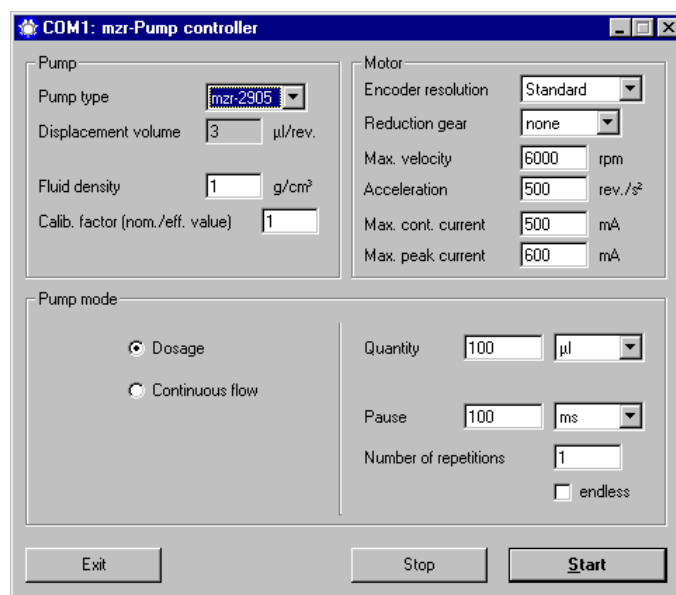 COM1: mzr-Pump controller
Pump
Pump type mzr-2905
Displacement volume 3 µl/rev.
Fluid density 1 g/cm³
Calib. factor (nom./eff. value) 1
Motor
Encoder resolution Standard
Reduction gear none
Max. velocity 6000 rpm
Acceleration 500 rev./s²
Max. cont. current 500 mA
Max. peak current 600 mA
Pump mode
Dosage
Continuous flow
Quantity 100 µl
Pause 100 ms
Number of repetitions 1
endless
Exit
Stop
Start